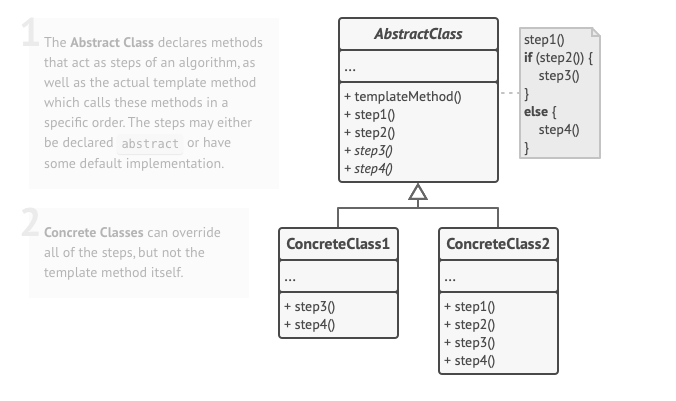 1
The Abstract Class declares methods
that act as steps of an algorithm, as
well as the actual template method
which calls these methods in a
specific order. The steps may either
be declared abstract or have
some default implementation.
2
Concrete Classes can override
all of the steps, but not the
template method itself.
AbstractClass
...
+ templateMethod()
+ step1()
+ step2()
+ step3()
+ step4()
step1()
if (step2()) {
step3()
}
else {
step4()
}
ConcreteClass1
...
+ step3()
+ step4()
ConcreteClass2
...
+ step1()
+ step2()
+ step3()
+ step4()